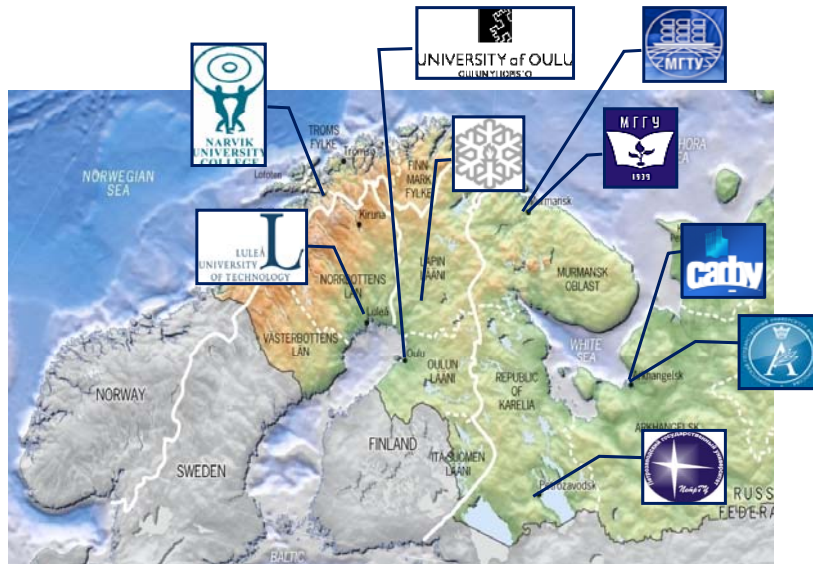 UNIVERSITY of OULU
OULUN YLIOPISTO
МГТУ
NARVIK
UNIVERSITY
COLLEGE
TROMS
FYLKE
Tromsø
Lofoten
FINN-
MARK
FYLKE
NORWEGIAN
SEA
МГГУ
1939
Murmansk
Kiruna
LULEÅ
UNIVERSITY
OF TECHNOLOGY
L
NORRBOTTENS
LÄN
LAPIN
LÄÄNI
MURMANSK
OBLAST
Luleå
VÄSTERBOTTENS
LÄN
Oulu
OULUN
LÄÄNI
WHITE
SEA
Arkhangelsk
A
REPUBLIC
OF
KARELIA
NORWAY
SWEDEN
FINLAND
ITÄ-SUOMEN
LÄÄNI
ARKHANGELSK
Petrozavodsk
ПетрГУ
RUSS
FEDERA
BALTIC